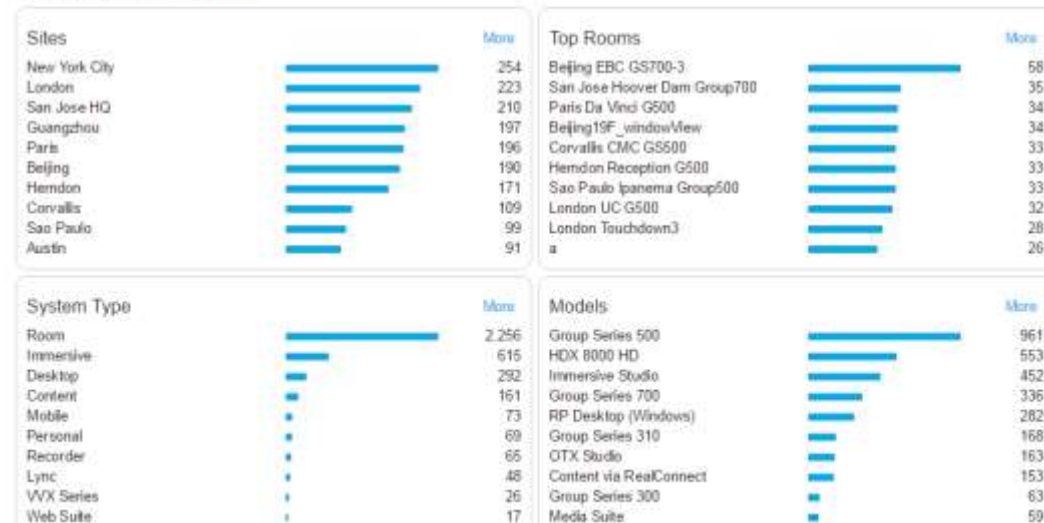 Sites More
New York City 254
London 223
San Jose HQ 210
Guangzhou 197
Paris 196
Beijing 190
Herndon 171
Corvallis 109
Sao Paulo 99
Austin 91
Top Rooms More
Beijing EBC GS700-3 58
San Jose Hoover Dam Group700 35
Paris Da Vinci G500 34
Beijing19F_windowView 34
Corvallis CMC GS500 33
Herndon Reception G500 33
Sao Paulo Ipanema Group500 33
London UC G500 32
London Touchdown3 28
a 26
System Type More
Room 2.256
Immersive 615
Desktop 292
Content 161
Mobile 73
Personal 69
Recorder 65
Lync 48
VVX Series 26
Web Suite 17
Models More
Group Series 500 961
HDX 8000 HD 553
Immersive Studio 452
Group Series 700 336
RP Desktop (Windows) 282
Group Series 310 168
OTX Studio 163
Content via RealConnect 153
Group Series 300 63
Media Suite 59